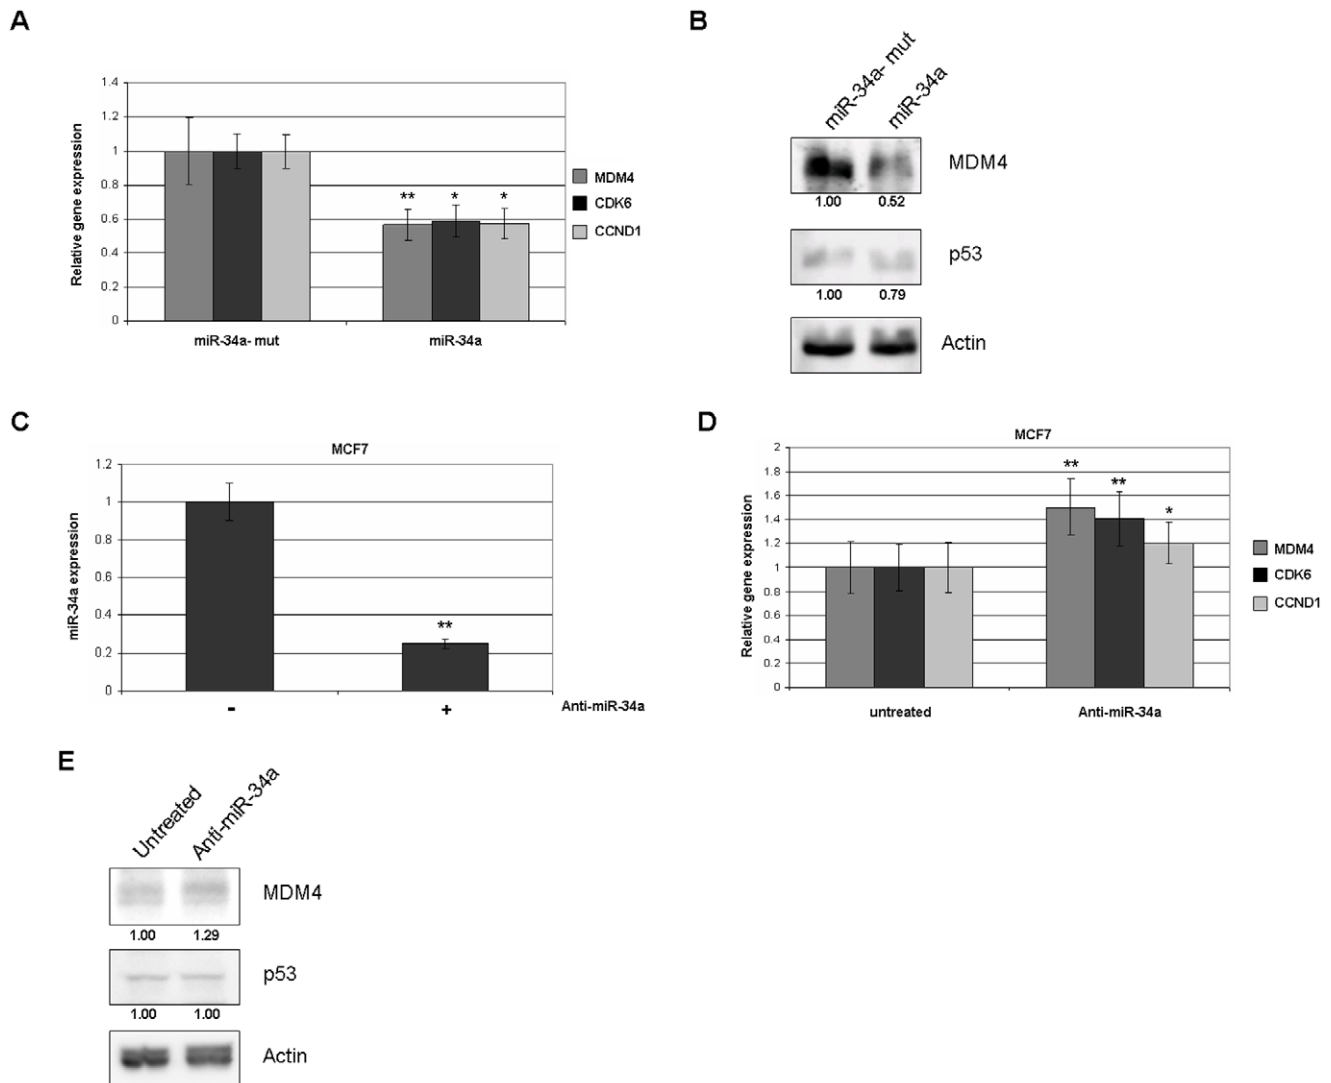 A
1.4
1.2
1
0.8
0.6
0.4
0.2
0
Relative gene expression
** * *
miR-34a- mut miR-34a
MDM4
CDK6
CCND1
B
miR-34a- mut
miR-34a
MDM4
1.00 0.52
p53
1.00 0.79
Actin
C
MCF7
1.2
1
0.8
0.6
0.4
0.2
0
miR-34a expression
**
- + Anti-miR-34a
D
MCF7
2
1.8
1.6
1.4
1.2
1
0.8
0.6
0.4
0.2
0
Relative gene expression
** ** *
untreated Anti-miR-34a
MDM4
CDK6
CCND1
E
Untreated
Anti-miR-34a
MDM4
1.00 1.29
p53
1.00 1.00
Actin